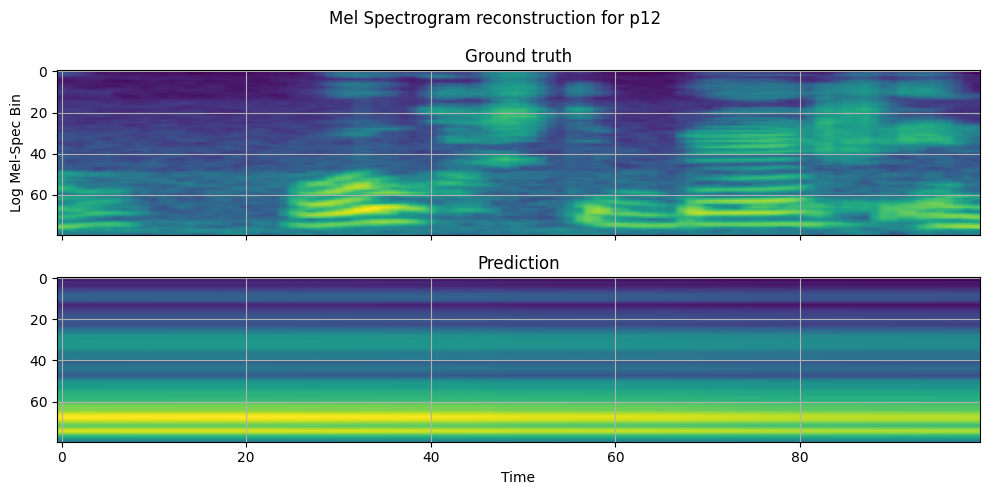 Mel Spectrogram reconstruction for p12
Ground truth
0
20
40
60
Log Mel-Spec Bin
Prediction
0
20
40
60
0 20 40 60 80
Time